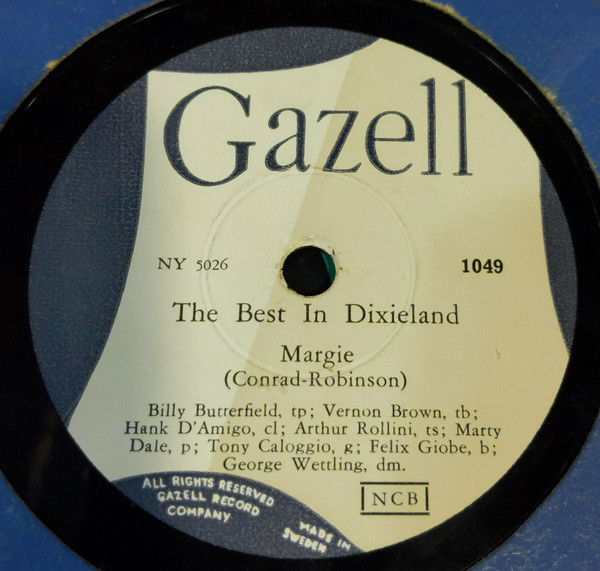 Gazell
NY 5026 1049
The Best In Dixieland
Margie
(Conrad-Robinson)
Billy Butterfield, tp; Vernon Brown, tb;
Hank D'Amigo, cl; Arthur Rollini, ts; Marty
Dale, p; Tony Caloggio, g; Felix Giobe, b;
George Wettling, dm.
ALL RIGHTS RESERVED
GAZELL RECORD
COMPANY
MADE IN
SWEDEN
NCB